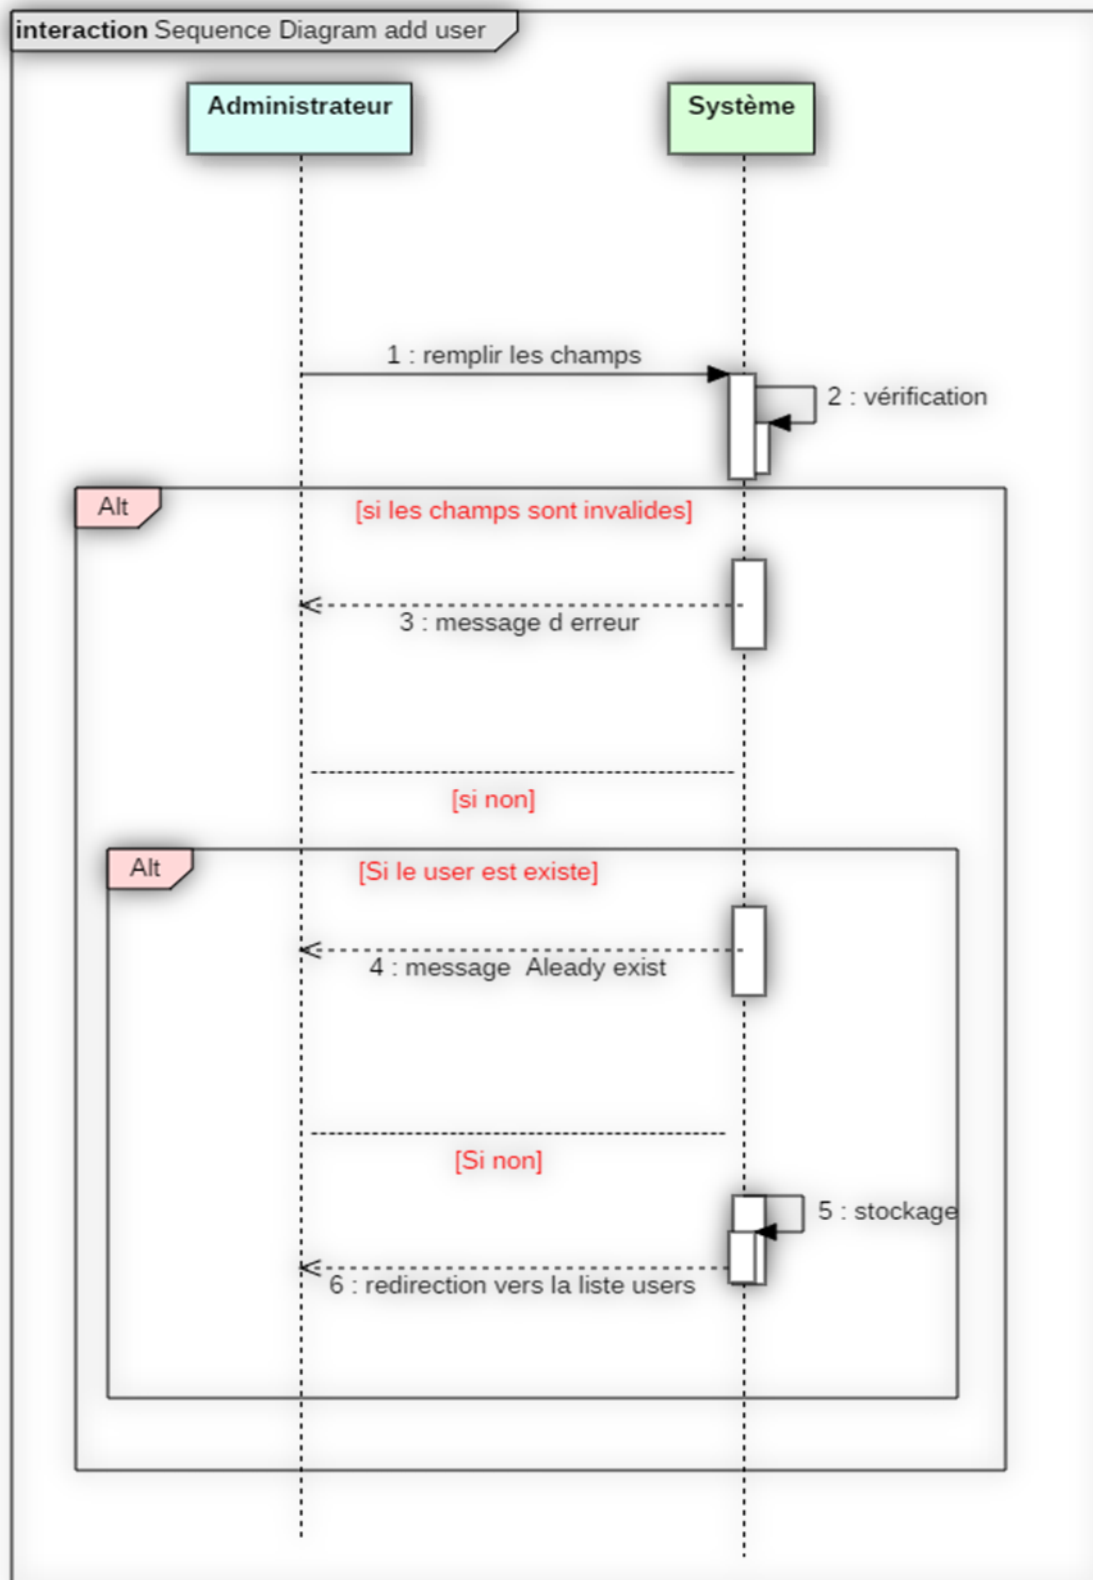 interaction Sequence Diagram add user
Administrateur
Système
1 : remplir les champs
2 : vérification
Alt
[si les champs sont invalides]
3 : message d erreur
[si non]
Alt
[Si le user est existe]
4 : message  Aleady exist
[Si non]
5 : stockage
6 : redirection vers la liste users